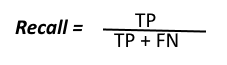 Recall = TP
TP + FN